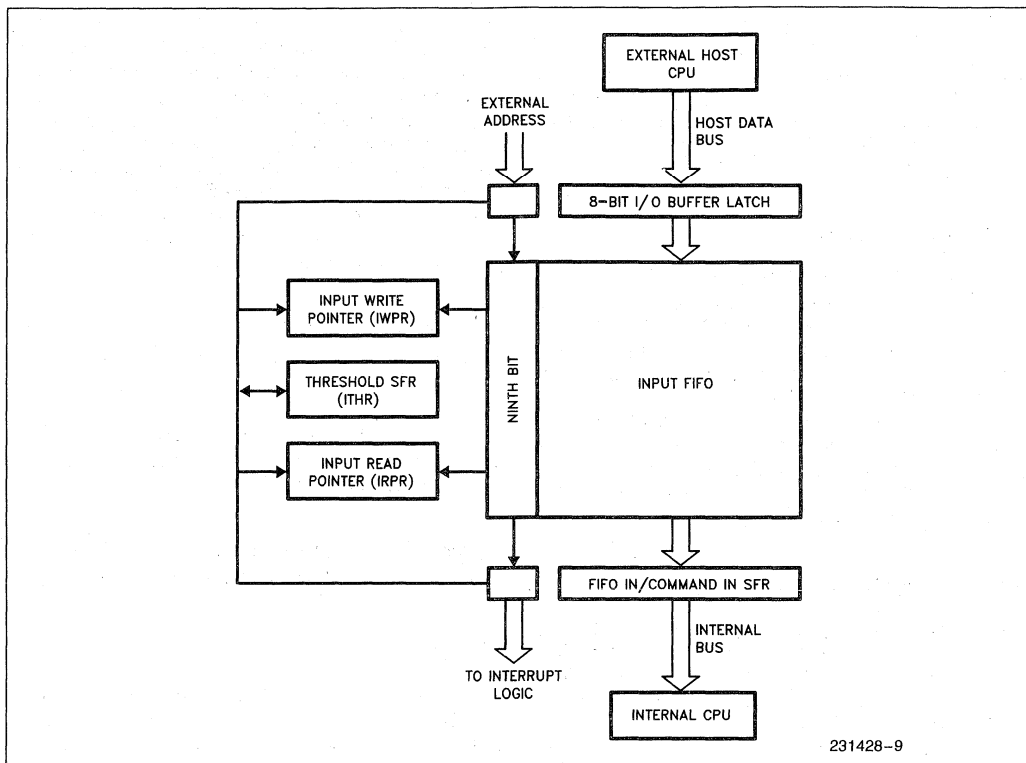 EXTERNAL HOST
CPU
EXTERNAL
ADDRESS
HOST DATA
BUS
8-BIT I/O BUFFER LATCH
INPUT WRITE
POINTER (IWPR)
THRESHOLD SFR
(ITHR)
INPUT READ
POINTER (IRPR)
NINTH BIT
INPUT FIFO
FIFO IN/COMMAND IN SFR
INTERNAL
BUS
TO INTERRUPT
LOGIC
INTERNAL CPU
231428-9